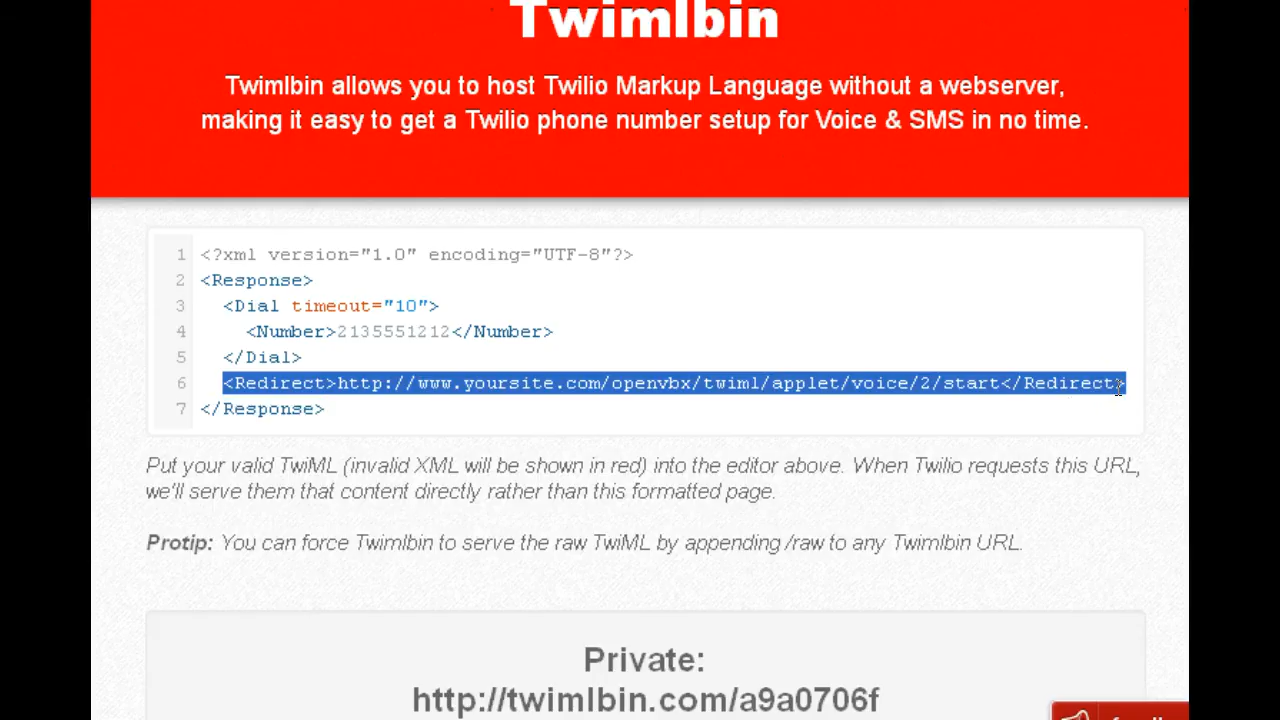 Twimlbin
Twimlbin allows you to host Twilio Markup Language without a webserver,
making it easy to get a Twilio phone number setup for Voice & SMS in no time.
1 <?xml version="1.0" encoding="UTF-8"?>
2 <Response>
3 <Dial timeout="10">
4 <Number>2135551212</Number>
5 </Dial>
6 <Redirect>http://www.yoursite.com/openvbx/twiml/applet/voice/2/start</Redirect>
7 </Response>
Put your valid TwiML (invalid XML will be shown in red) into the editor above. When Twilio requests this URL,
we'll serve them that content directly rather than this formatted page.
Protip: You can force Twimlbin to serve the raw TwiML by appending /raw to any Twimlbin URL.
Private:
http://twimlbin.com/a9a0706f